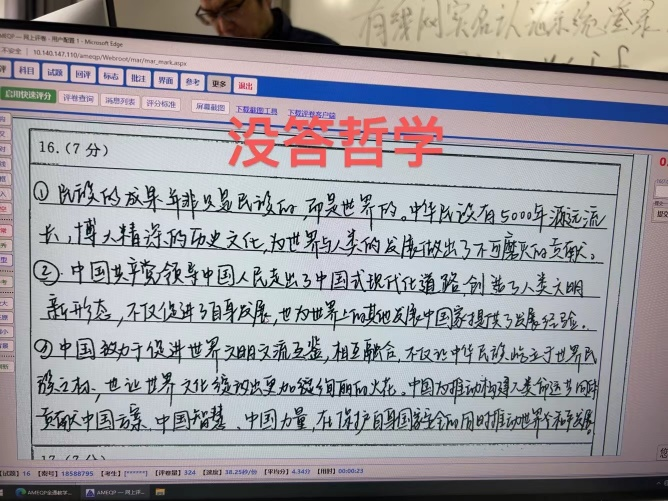 有线网实名认证系统登录
AMEQP — 网上评卷 - 用户配置 1 - Microsoft Edge
不安全 10.140.147.110/ameqp/Webroot/mar/mar_mark.aspx
科目 试题 回评 标志 批注 界面 参考 更多 退出
启用快速评分 评卷查询 消息列表 评分标准 屏幕截图 下载截图工具 下载评卷客户端
没答哲学
16.(7分)
①民族的成果并非只是民族的,而是世界的。中华民族有5000年源远流
长,博大精深的历史文化,为世界与人类的发展做出了不可磨灭的贡献。
②中国共产党领导中国人民走出了中国式现代化道路,创造了人类文明
新形态,不仅促进了自身发展,也为世界上的其他发展中国家提供了发展经验。
③中国致力于促进世界文明交流互鉴,相互融合,不仅让中华民族屹立于世界民
族之林,也让世界文化绽放出更加绚丽的火花。中国为推动构建人类命运共同体
贡献中国方案、中国智慧、中国力量,在保护自身国家安全的同时推动世界和平发展。
【试题】16 【卷号】18588795 【考生】[******] 【评卷量】324 【速度】38.25秒/份 【平均分】4.34分 【用时】00:00:23
AMEQP — 网上评...